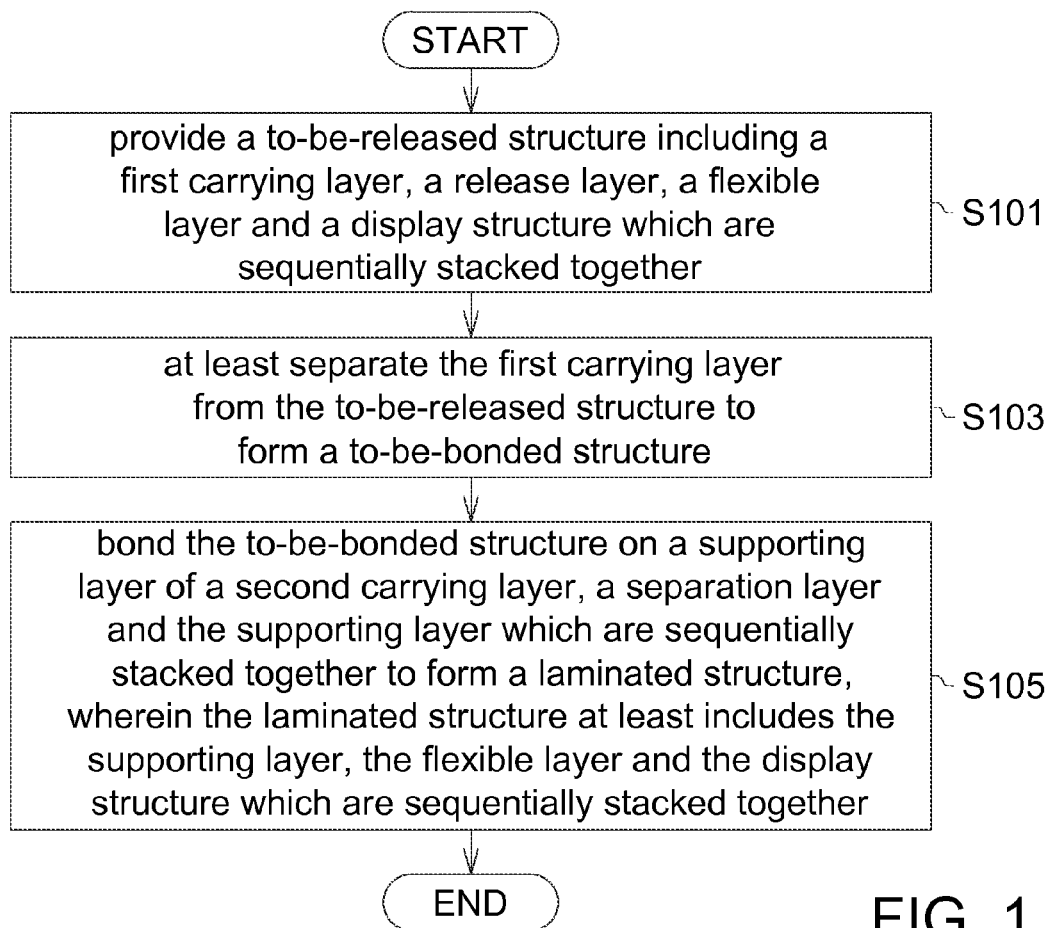 START
provide a to-be-released structure including a
first carrying layer, a release layer, a flexible
layer and a display structure which are
sequentially stacked together
S101
at least separate the first carrying layer
from the to-be-released structure to
form a to-be-bonded structure
S103
bond the to-be-bonded structure on a supporting
layer of a second carrying layer, a separation layer
and the supporting layer which are sequentially
stacked together to form a laminated structure,
wherein the laminated structure at least includes the
supporting layer, the flexible layer and the display
structure which are sequentially stacked together
S105
END
FIG. 1